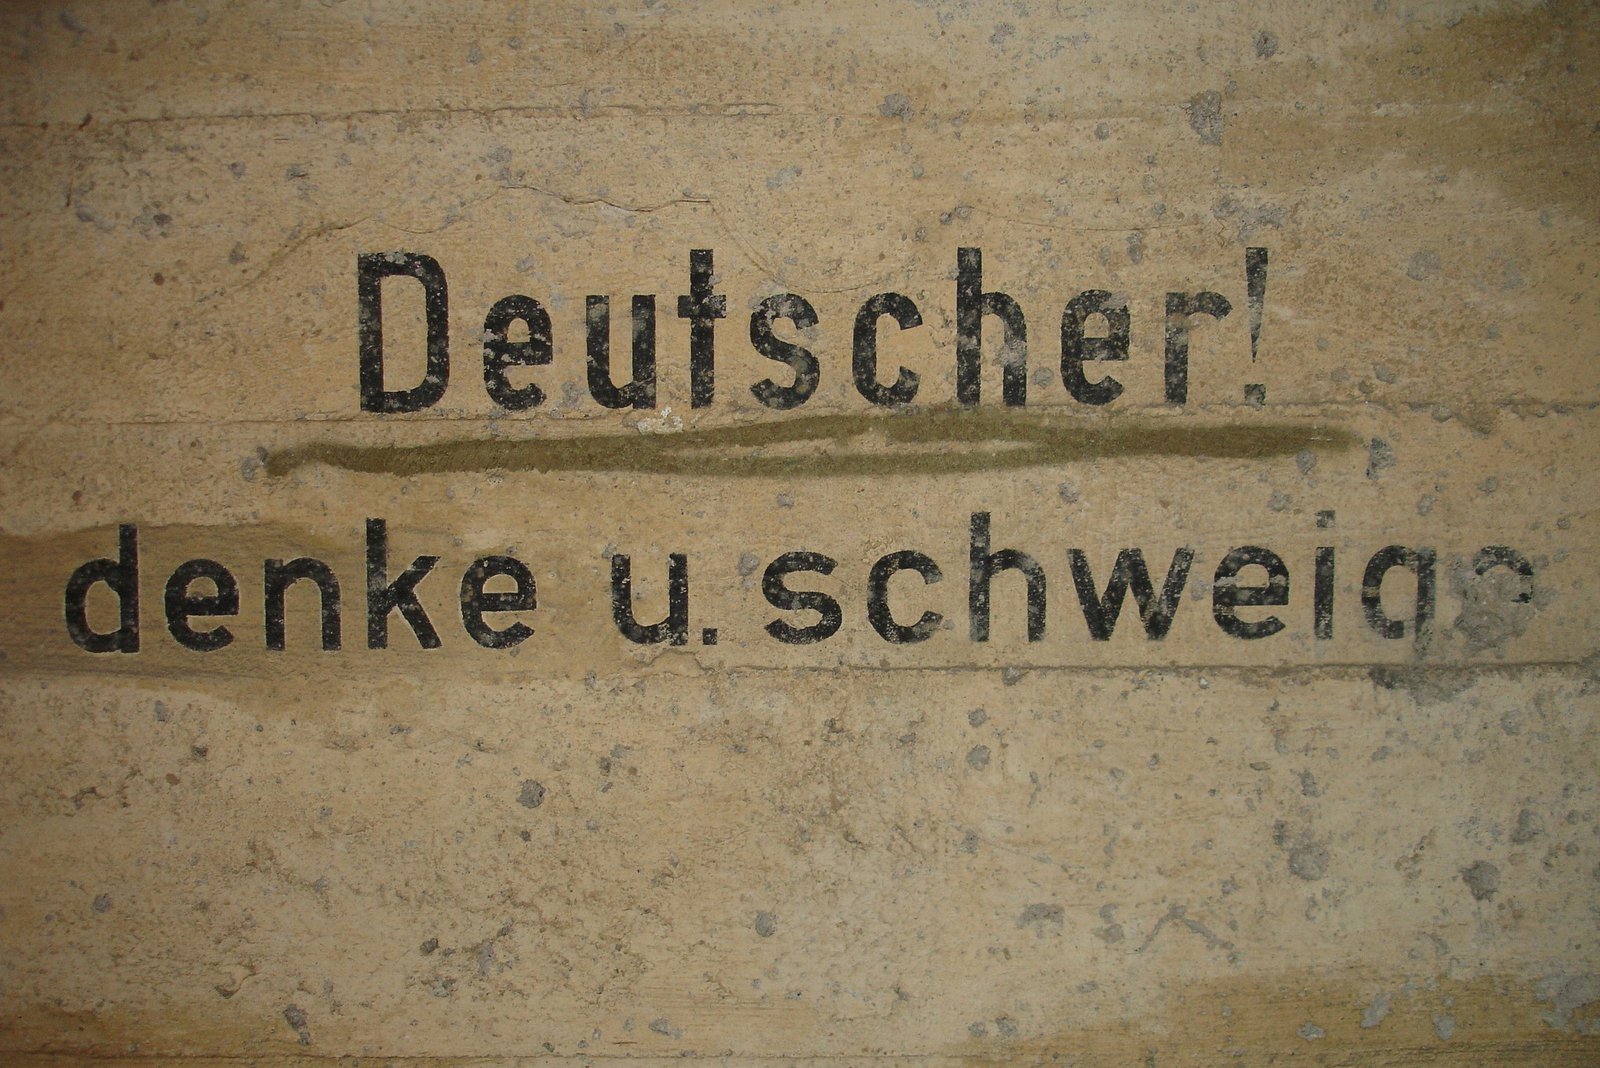 Deutscher!
denke u. schweige